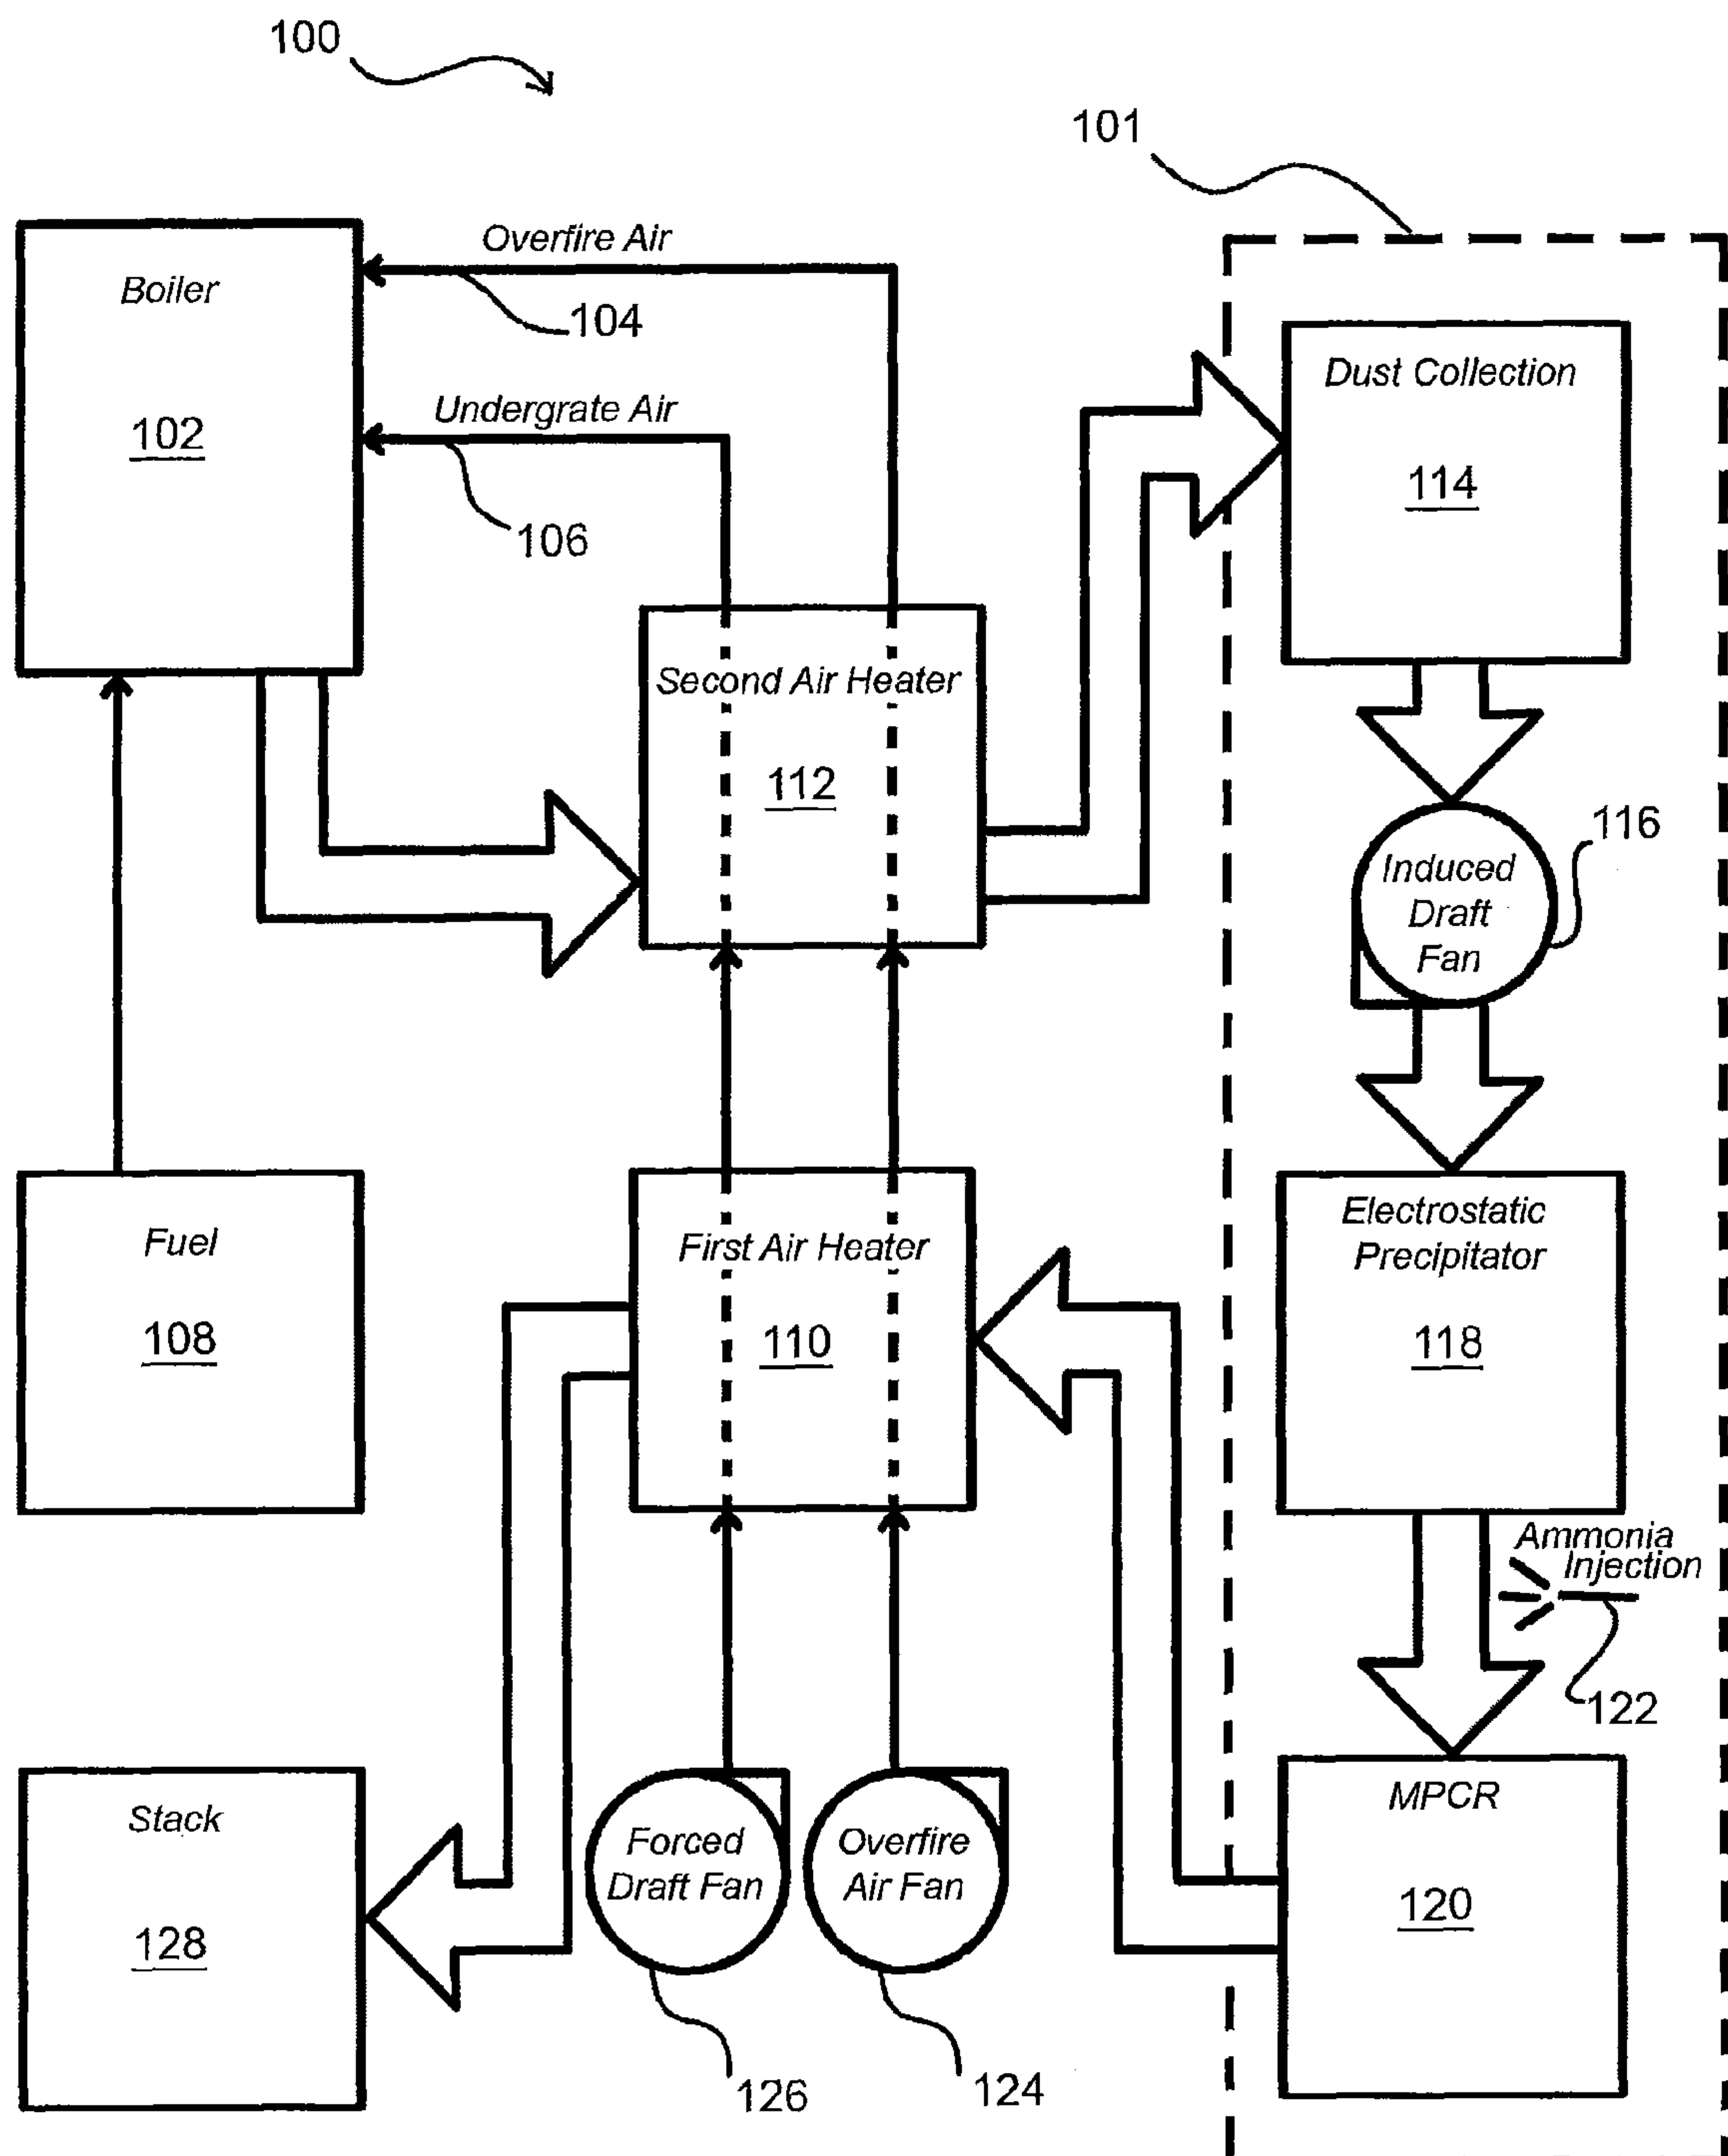 100
101
Boiler
102
Overfire Air
104
Undergrate Air
106
Dust Collection
114
Second Air Heater
112
Induced
Draft
Fan
116
Fuel
108
First Air Heater
110
Electrostatic
Precipitator
118
Ammonia
Injection
122
Stack
128
Forced
Draft Fan
126
Overfire
Air Fan
124
MPCR
120